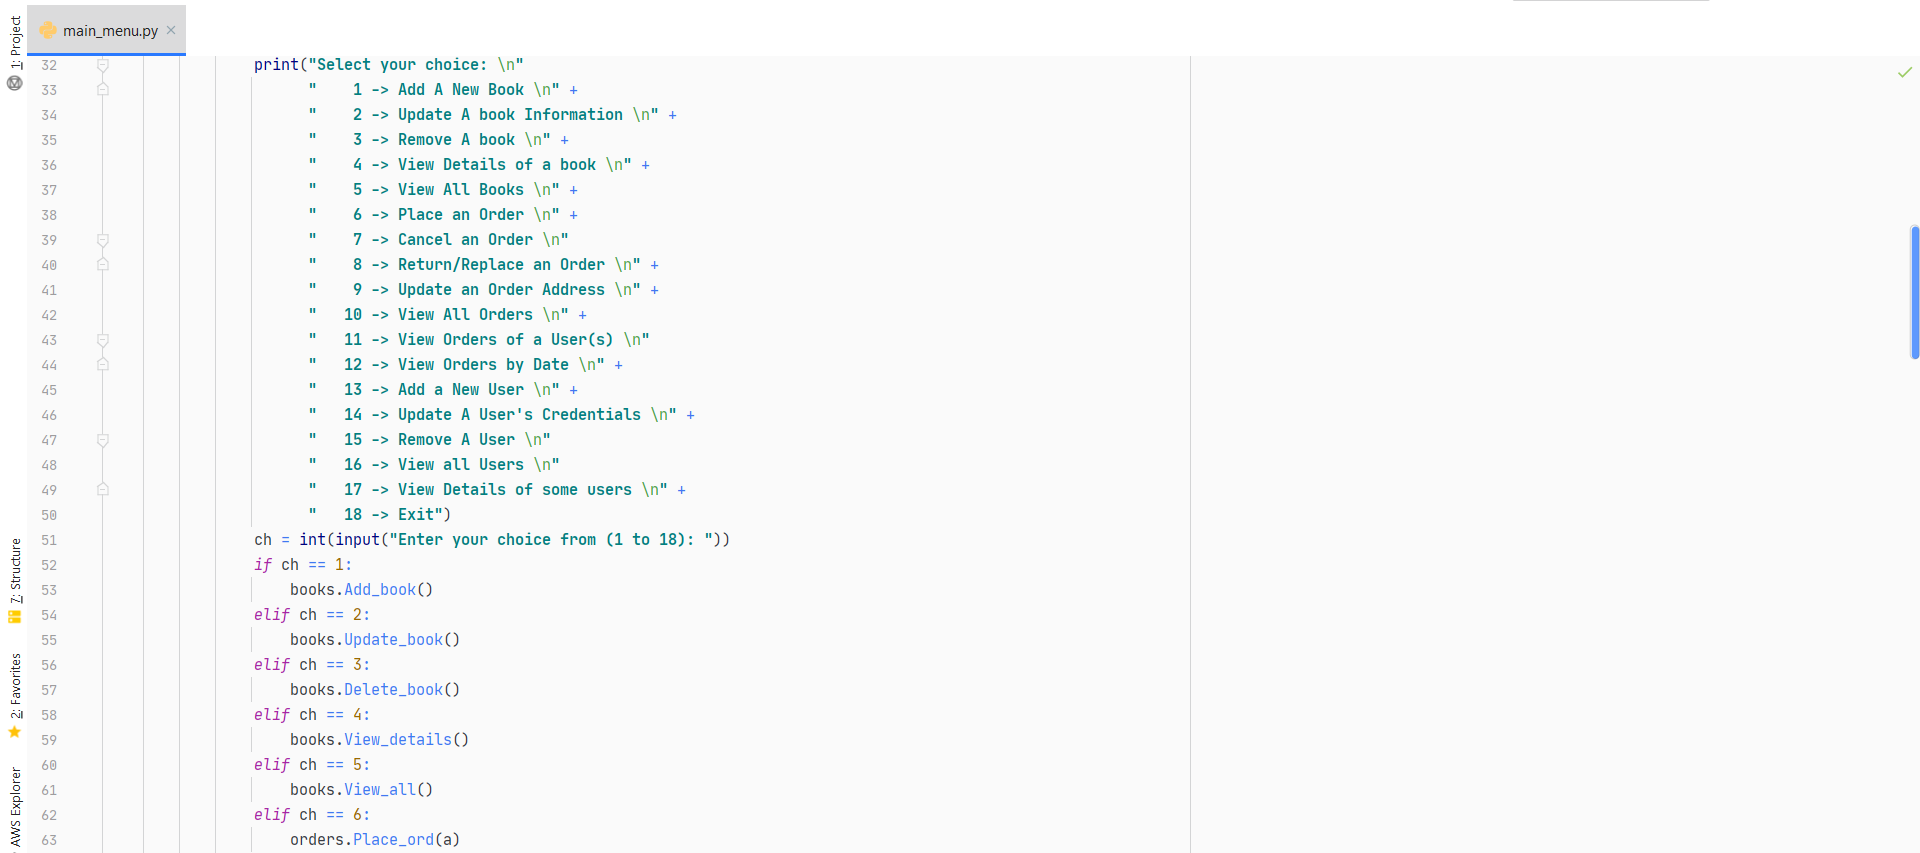 main_menu.py
1: Project
7: Structure
2: Favorites
AWS Explorer
32 print("Select your choice: \n"
33 "    1 -> Add A New Book \n" +
34 "    2 -> Update A book Information \n" +
35 "    3 -> Remove A book \n" +
36 "    4 -> View Details of a book \n" +
37 "    5 -> View All Books \n" +
38 "    6 -> Place an Order \n" +
39 "    7 -> Cancel an Order \n"
40 "    8 -> Return/Replace an Order \n" +
41 "    9 -> Update an Order Address \n" +
42 "   10 -> View All Orders \n" +
43 "   11 -> View Orders of a User(s) \n"
44 "   12 -> View Orders by Date \n" +
45 "   13 -> Add a New User \n" +
46 "   14 -> Update A User's Credentials \n" +
47 "   15 -> Remove A User \n"
48 "   16 -> View all Users \n"
49 "   17 -> View Details of some users \n" +
50 "   18 -> Exit")
51 ch = int(input("Enter your choice from (1 to 18): "))
52 if ch == 1:
53 books.Add_book()
54 elif ch == 2:
55 books.Update_book()
56 elif ch == 3:
57 books.Delete_book()
58 elif ch == 4:
59 books.View_details()
60 elif ch == 5:
61 books.View_all()
62 elif ch == 6:
63 orders.Place_ord(a)